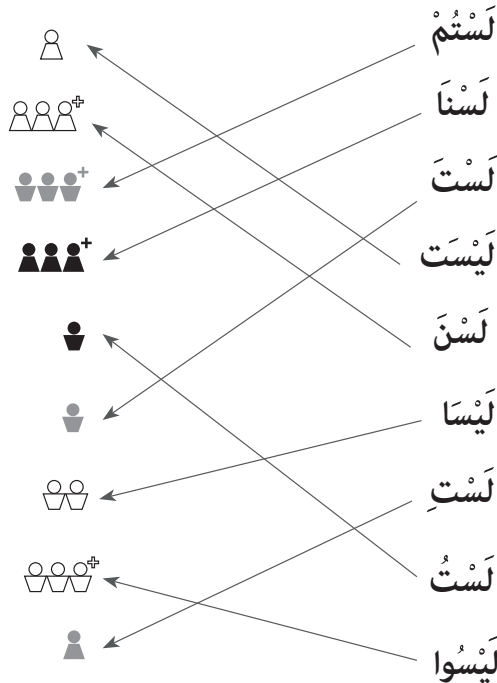 لَسْتُمْ
لَسْنَا
لَسْتَ
لَيْسَت
لَسْنَ
لَيْسَا
لَسْتِ
لَسْتُ
لَيْسُوا